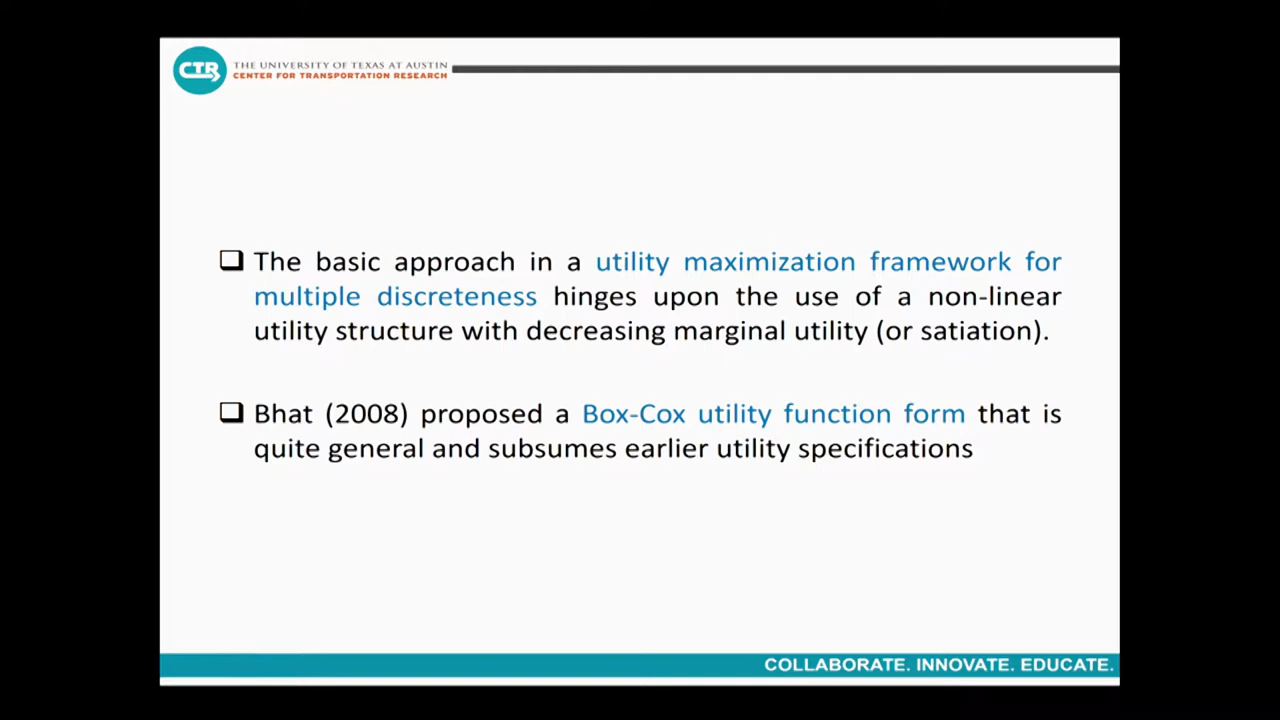 CTR
THE UNIVERSITY OF TEXAS AT AUSTIN
CENTER FOR TRANSPORTATION RESEARCH
The basic approach in a utility maximization framework for
multiple discreteness hinges upon the use of a non-linear
utility structure with decreasing marginal utility (or satiation).
Bhat (2008) proposed a Box-Cox utility function form that is
quite general and subsumes earlier utility specifications
COLLABORATE. INNOVATE. EDUCATE.